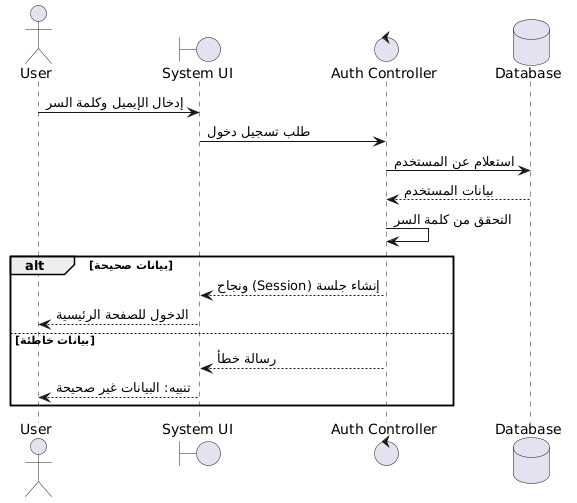 User
System UI
Auth Controller
Database
إدخال الإيميل وكلمة السر
طلب تسجيل دخول
استعلام عن المستخدم
بيانات المستخدم
التحقق من كلمة السر
alt
[بيانات صحيحة]
إنشاء جلسة (Session) ونجاح
الدخول للصفحة الرئيسية
[بيانات خاطئة]
رسالة خطأ
تنبيه: البيانات غير صحيحة
User
System UI
Auth Controller
Database